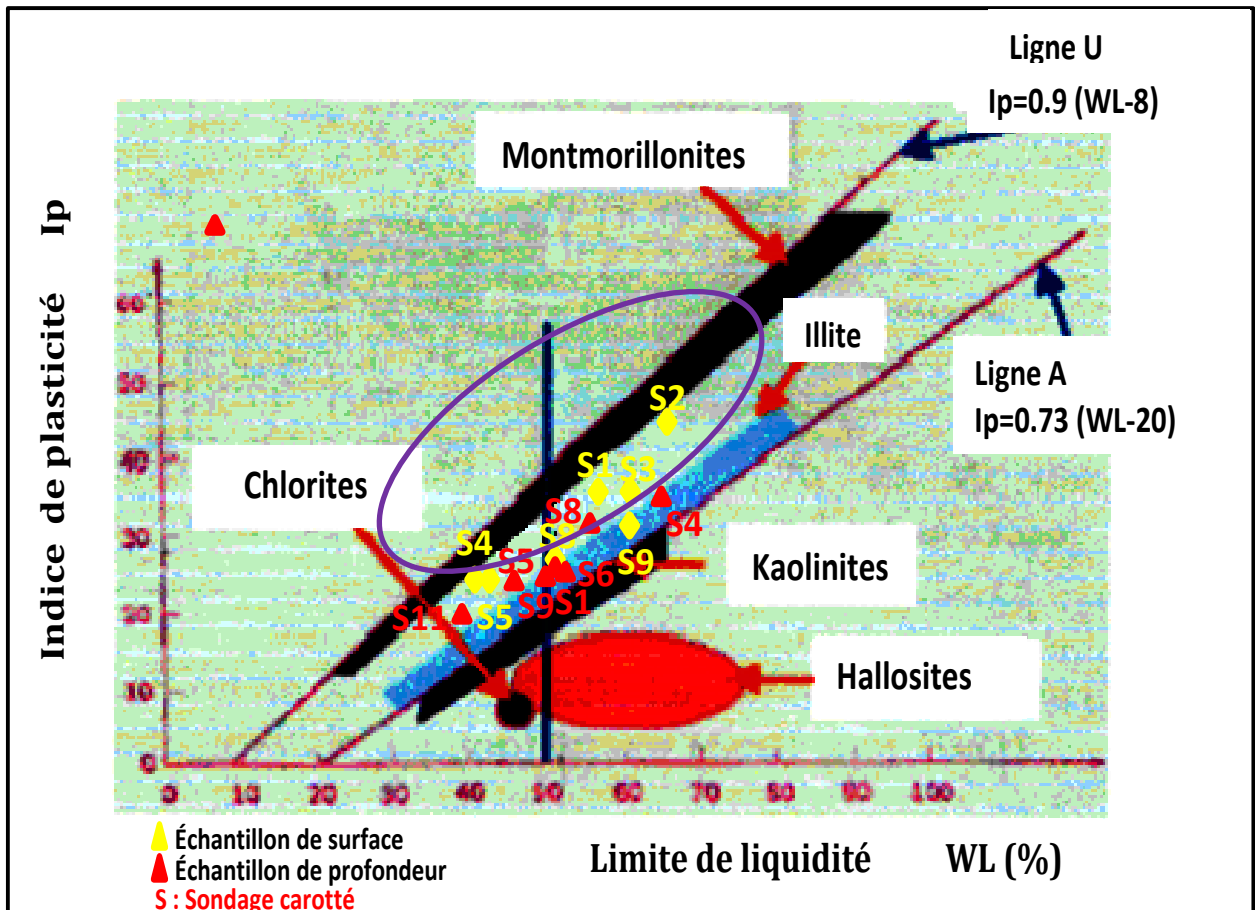 Ligne U
Ip=0.9 (WL-8)
Montmorillonites
Indice de plasticité Ip
60
50
40
30
20
10
0
Illite
Ligne A
Ip=0.73 (WL-20)
S2
Chlorites
S1 S3
S8
S4
S4
S5
S9
S6
Kaolinites
S11
S5
S9
S1
Hallosites
0 10 20 30 40 50 60 70 80 90 100
Échantillon de surface
Échantillon de profondeur
S : Sondage carotté
Limite de liquidité WL (%)